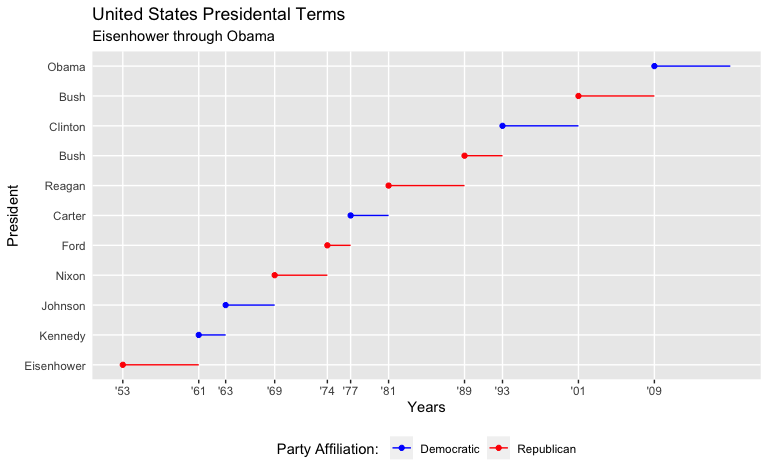 United States Presidental Terms
Eisenhower through Obama
President
Obama
Bush
Clinton
Bush
Reagan
Carter
Ford
Nixon
Johnson
Kennedy
Eisenhower
'53 '61 '63 '69 '74 '77 '81 '89 '93 '01 '09
Years
Party Affiliation: Democratic Republican